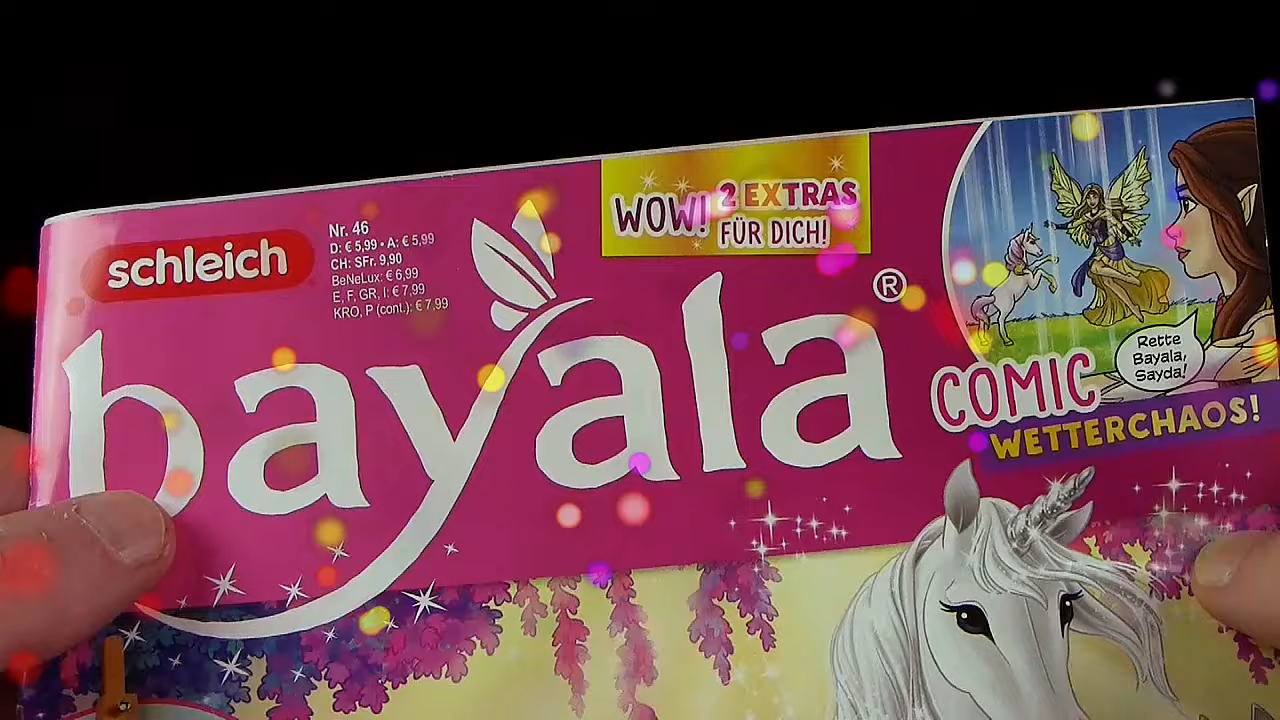 schleich
Nr. 46
D: € 5,99 • A: € 5,99
CH: SFr. 9,90
BeNeLux: € 6,99
E, F, GR, I: € 7,99
KRO, P (cont.): € 7,99
WOW! 2 EXTRAS
FÜR DICH!
bayala®
Rette
Bayala,
Sayda!
COMIC
WETTERCHAOS!